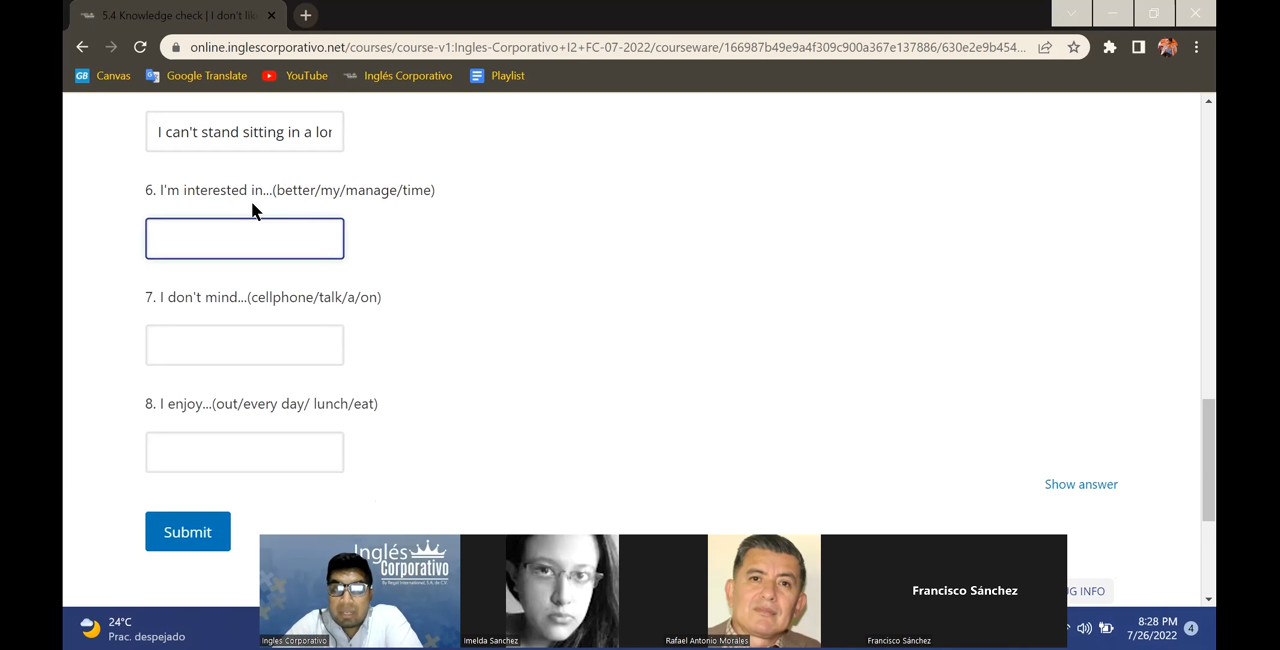 5.4 Knowledge check | I don't lik
online.inglescorporativo.net/courses/course-v1:Ingles-Corporativo+I2+FC-07-2022/courseware/166987b49e9a4f309c900a367e137886/630e2e9b454...
GB Canvas Google Translate YouTube Inglés Corporativo Playlist
I can't stand sitting in a lor
6. I'm interested in...(better/my/manage/time)
7. I don't mind...(cellphone/talk/a/on)
8. I enjoy...(out/every day/ lunch/eat)
Show answer
Submit
Inglés
Corporativo
Francisco Sánchez
UG INFO
Ingles Corporativo
Imelda Sanchez
Rafael Antonio Morales
Francisco Sánchez
24°C
Prac. despejado
8:28 PM
7/26/2022
4